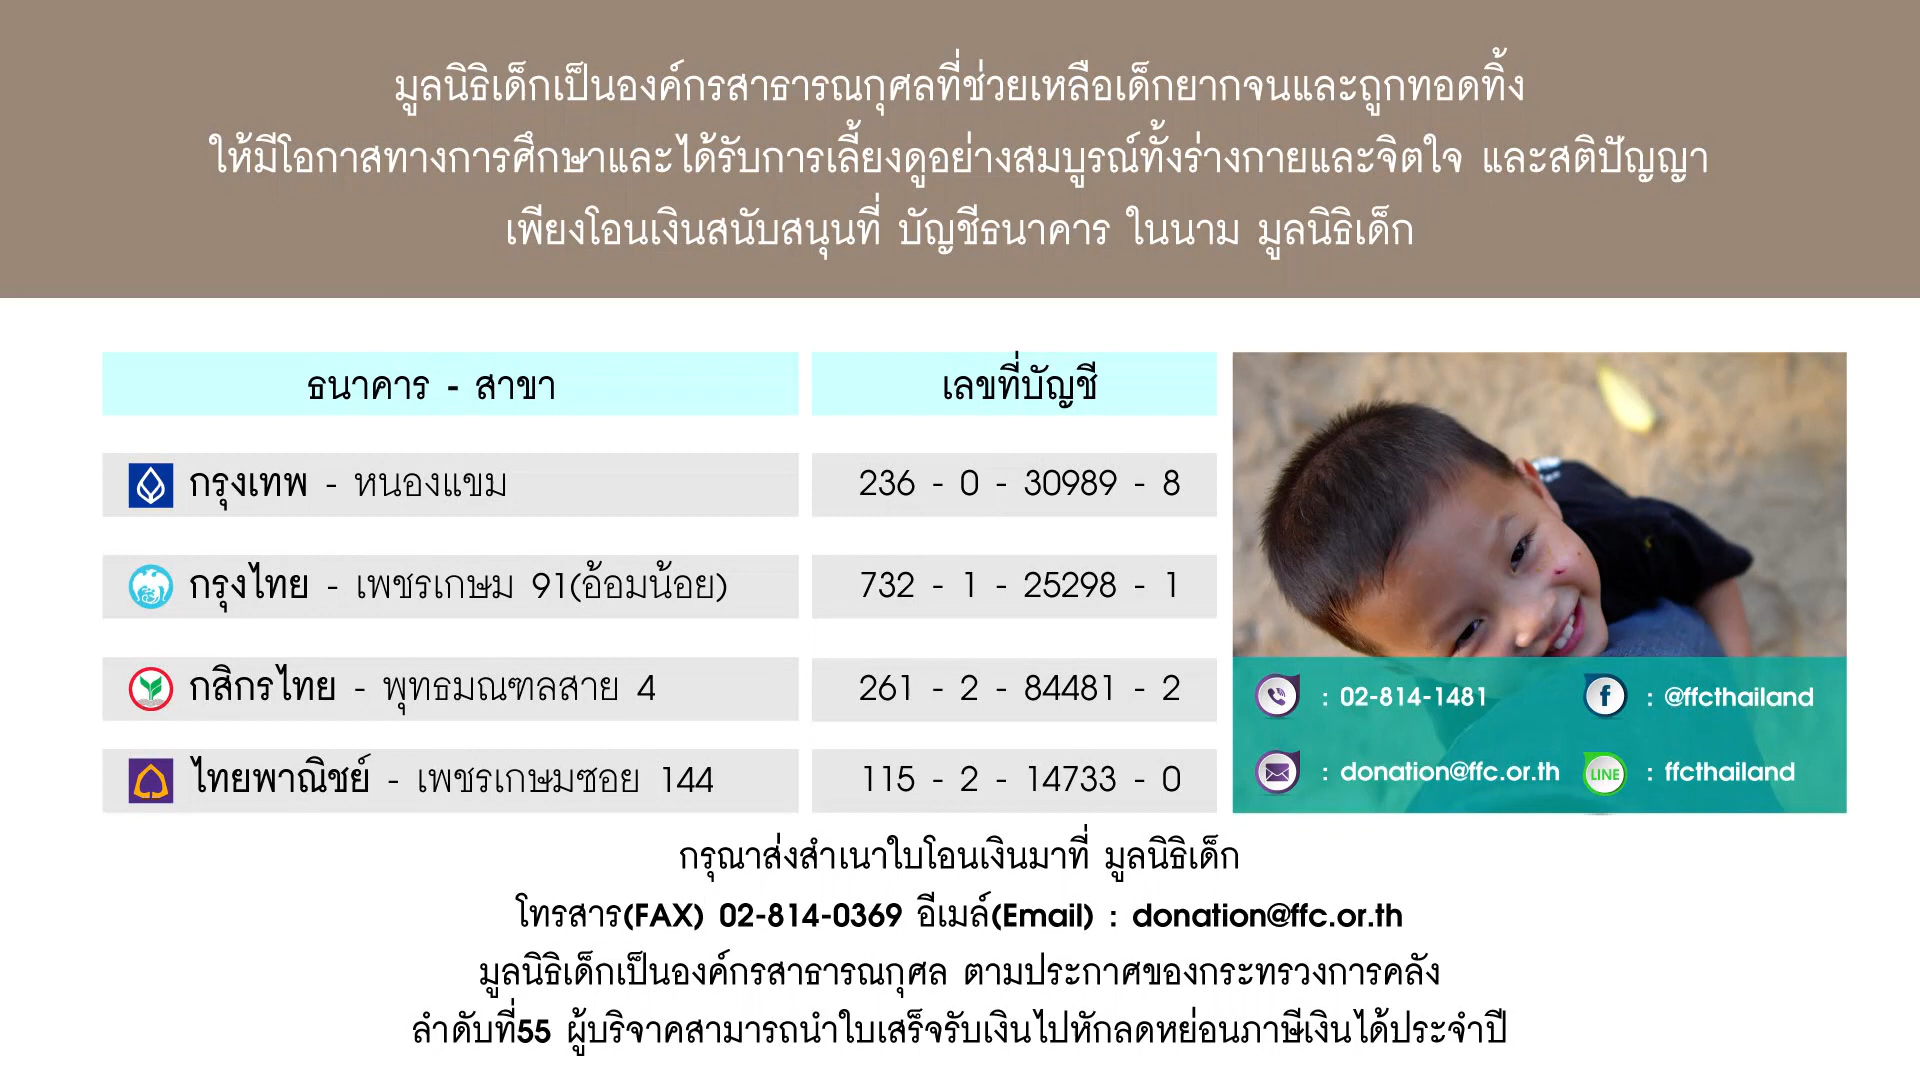 มูลนิธิเด็กเป็นองค์กรสาธารณกุศลที่ช่วยเหลือเด็กยากจนและถูกทอดทิ้ง
ให้มีโอกาสทางการศึกษาและได้รับการเลี้ยงดูอย่างสมบูรณ์ทั้งร่างกายและจิตใจ และสติปัญญา
เพียงโอนเงินสนับสนุนที่ บัญชีธนาคาร ในนาม มูลนิธิเด็ก
ธนาคาร - สาขา เลขที่บัญชี
กรุงเทพ - หนองแขม 236 - 0 - 30989 - 8
กรุงไทย - เพชรเกษม 91(อ้อมน้อย) 732 - 1 - 25298 - 1
กสิกรไทย - พุทธมณฑลสาย 4 261 - 2 - 84481 - 2
ไทยพาณิชย์ - เพชรเกษมซอย 144 115 - 2 - 14733 - 0
: 02-814-1481 : @ffcthailand
: donation@ffc.or.th LINE : ffcthailand
กรุณาส่งสำเนาใบโอนเงินมาที่ มูลนิธิเด็ก
โทรสาร(FAX) 02-814-0369 อีเมล์(Email) : donation@ffc.or.th
มูลนิธิเด็กเป็นองค์กรสาธารณกุศล ตามประกาศของกระทรวงการคลัง
ลำดับที่55 ผู้บริจาคสามารถนำใบเสร็จรับเงินไปหักลดหย่อนภาษีเงินได้ประจำปี